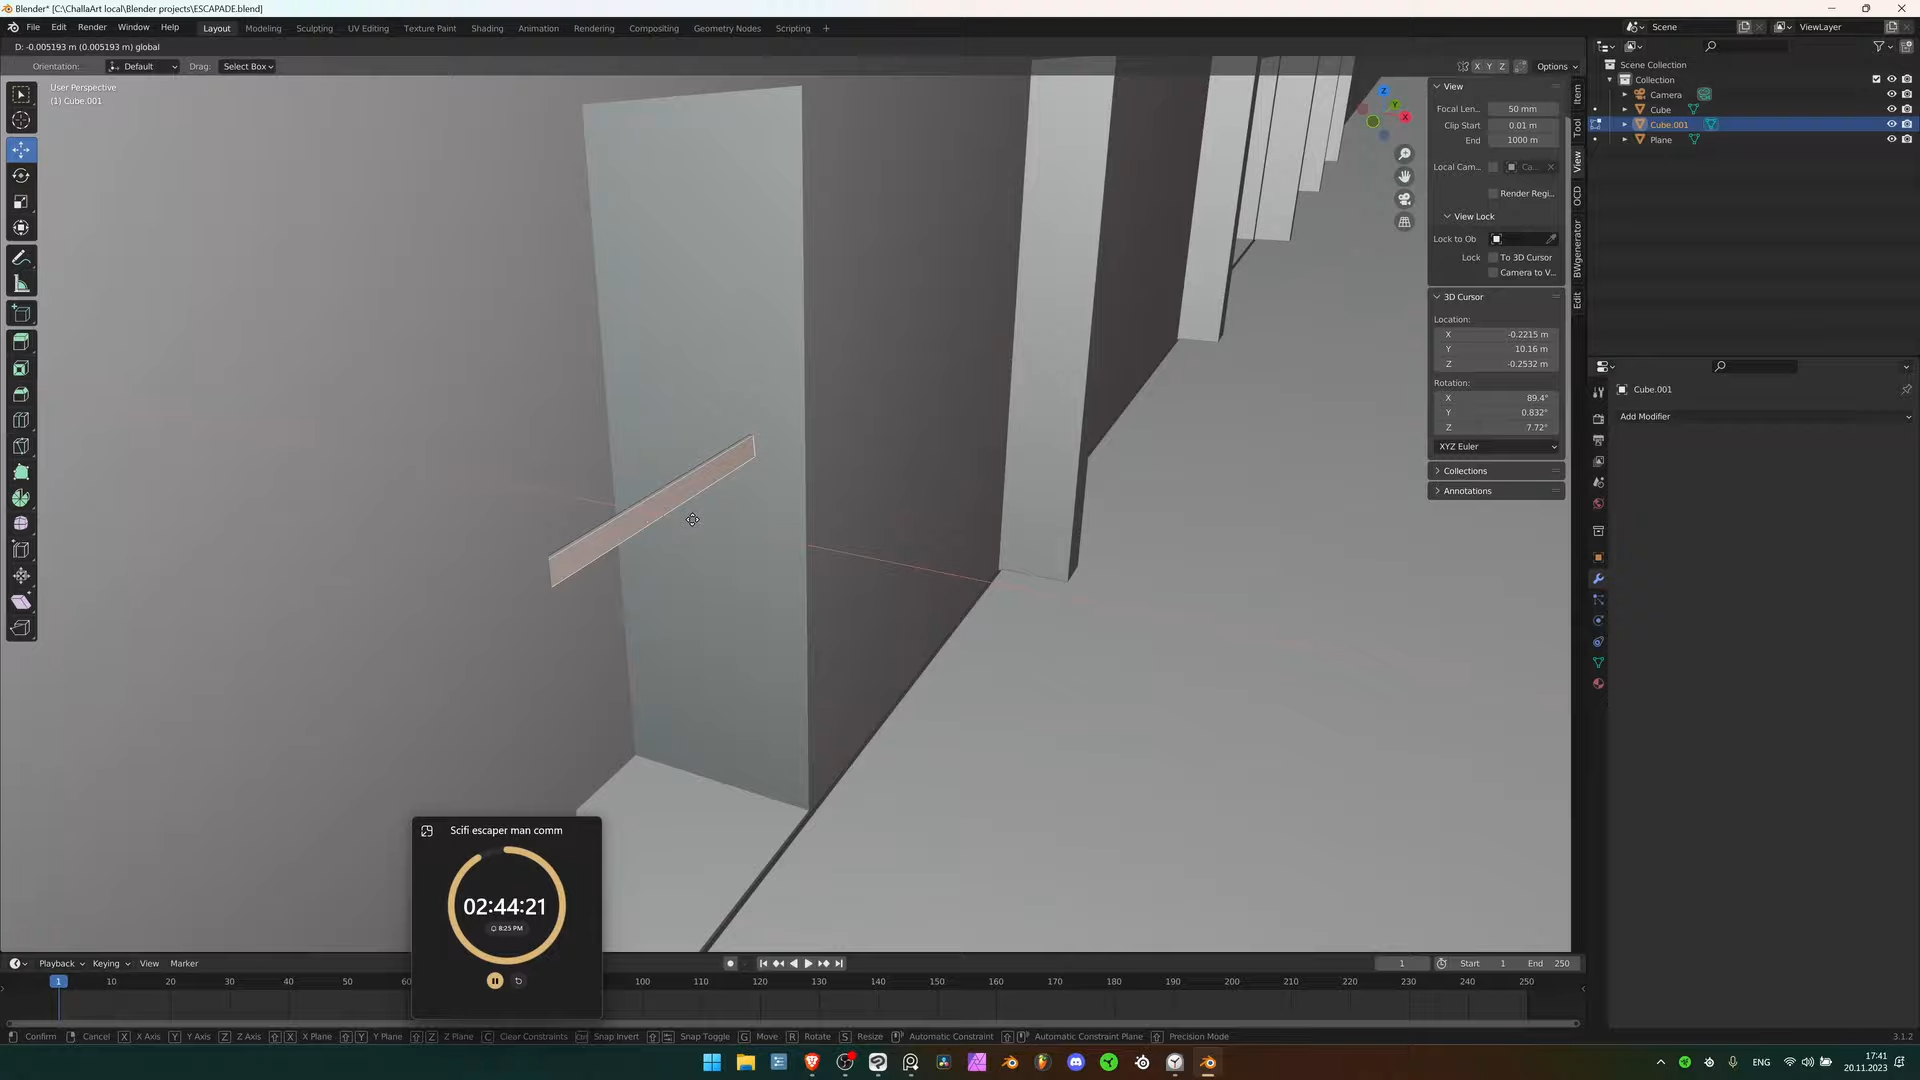 Blender* [C:\ChallaArt local\Blender projects\ESCAPADE.blend]
File Edit Render Window Help Layout Modeling Sculpting UV Editing Texture Paint Shading Animation Rendering Compositing Geometry Nodes Scripting +
Scene ViewLayer
D: -0.005193 m (0.005193 m) global
Orientation: Default Drag: Select Box X Y Z Options
User Perspective
(1) Cube.001
Z
Y
X
View
Focal Len... 50 mm
Clip Start 0.01 m
End 1000 m
Local Cam... Ca...
Render Regi...
View Lock
Lock to Ob
Lock To 3D Cursor
Camera to V...
3D Cursor
Location:
X -0.2215 m
Y 10.16 m
Z -0.2532 m
Rotation:
X 89.4°
Y 0.832°
Z 7.72°
XYZ Euler
Collections
Annotations
Item
Tool
View
OCD
BWgenerator
Edit
Scene Collection
Collection
Camera
Cube
Cube.001
Plane
Cube.001
Add Modifier
Scifi escaper man comm
02:44:21
8:25 PM
Playback Keying View Marker
1 Start 1 End 250
1 10 20 30 40 50 100 110 120 130 140 150 160 170 180 190 200 210 220 230 240 250
Confirm Cancel X X Axis Y Y Axis Z Z Axis X X Plane Y Y Plane Z Z Plane C Clear Constraints Snap Invert Snap Toggle G Move R Rotate S Resize Automatic Constraint Automatic Constraint Plane Precision Mode
3.1.2
ENG
17:41
20.11.2023